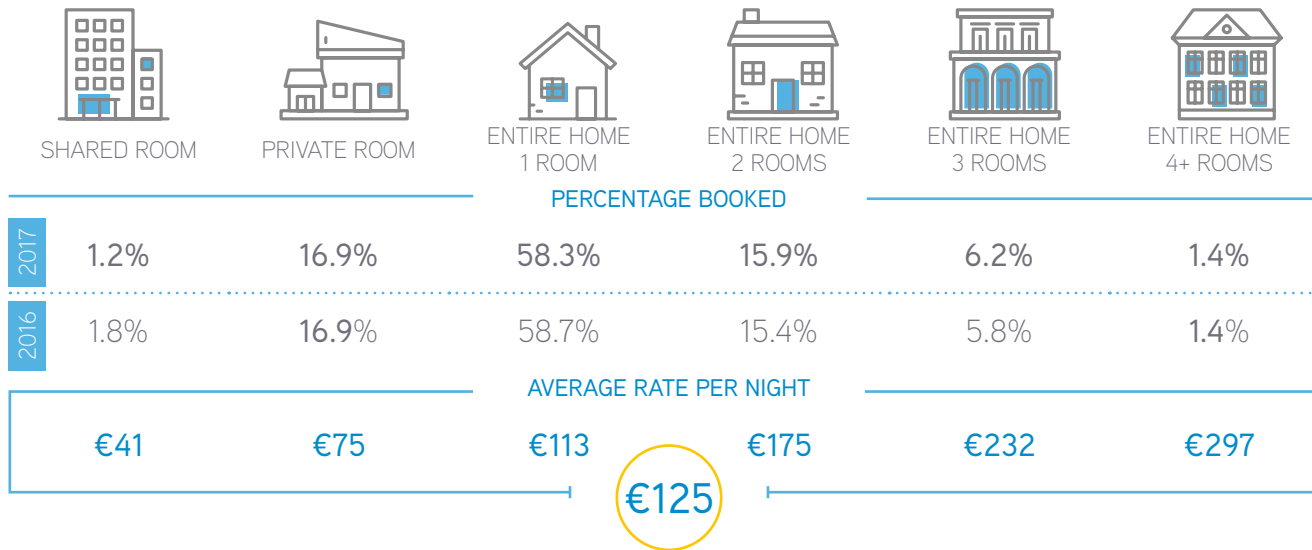 SHARED ROOM
PRIVATE ROOM
ENTIRE HOME
1 ROOM
ENTIRE HOME
2 ROOMS
ENTIRE HOME
3 ROOMS
ENTIRE HOME
4+ ROOMS
PERCENTAGE BOOKED
2017 1.2% 16.9% 58.3% 15.9% 6.2% 1.4%
2016 1.8% 16.9% 58.7% 15.4% 5.8% 1.4%
AVERAGE RATE PER NIGHT
€41 €75 €113 €175 €232 €297
€125